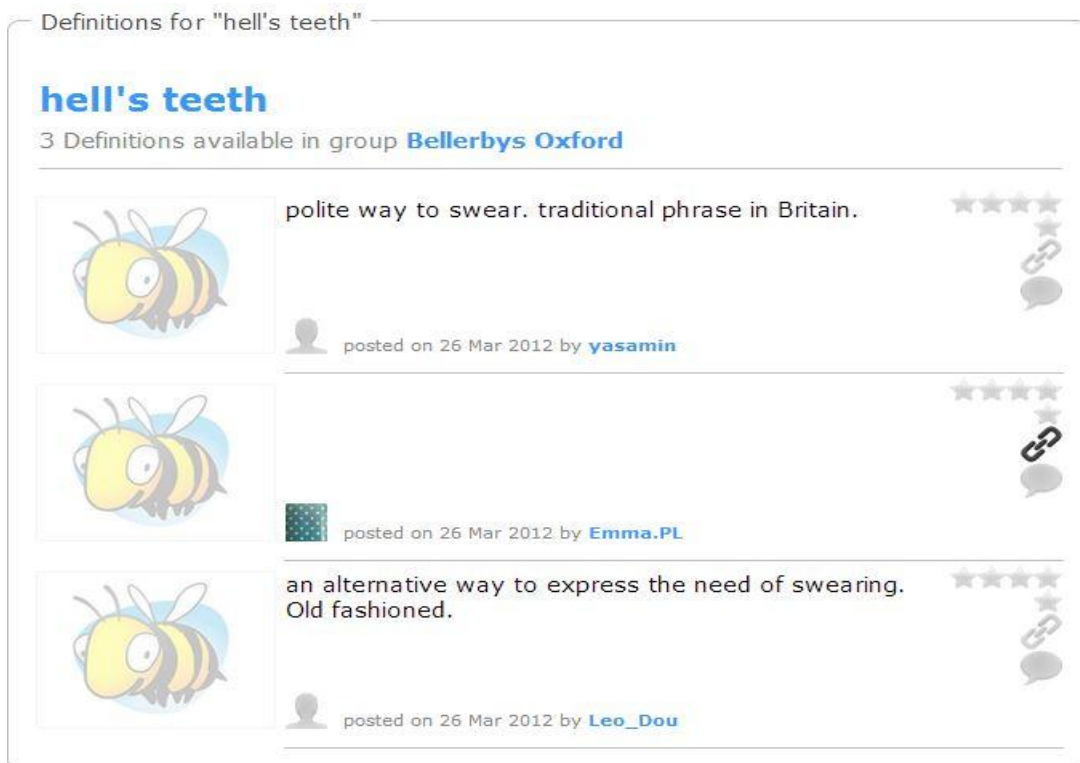 Definitions for "hell's teeth"
hell's teeth
3 Definitions available in group Bellerbys Oxford
polite way to swear. traditional phrase in Britain.
posted on 26 Mar 2012 by yasamin
posted on 26 Mar 2012 by Emma.PL
an alternative way to express the need of swearing.
Old fashioned.
posted on 26 Mar 2012 by Leo_Dou